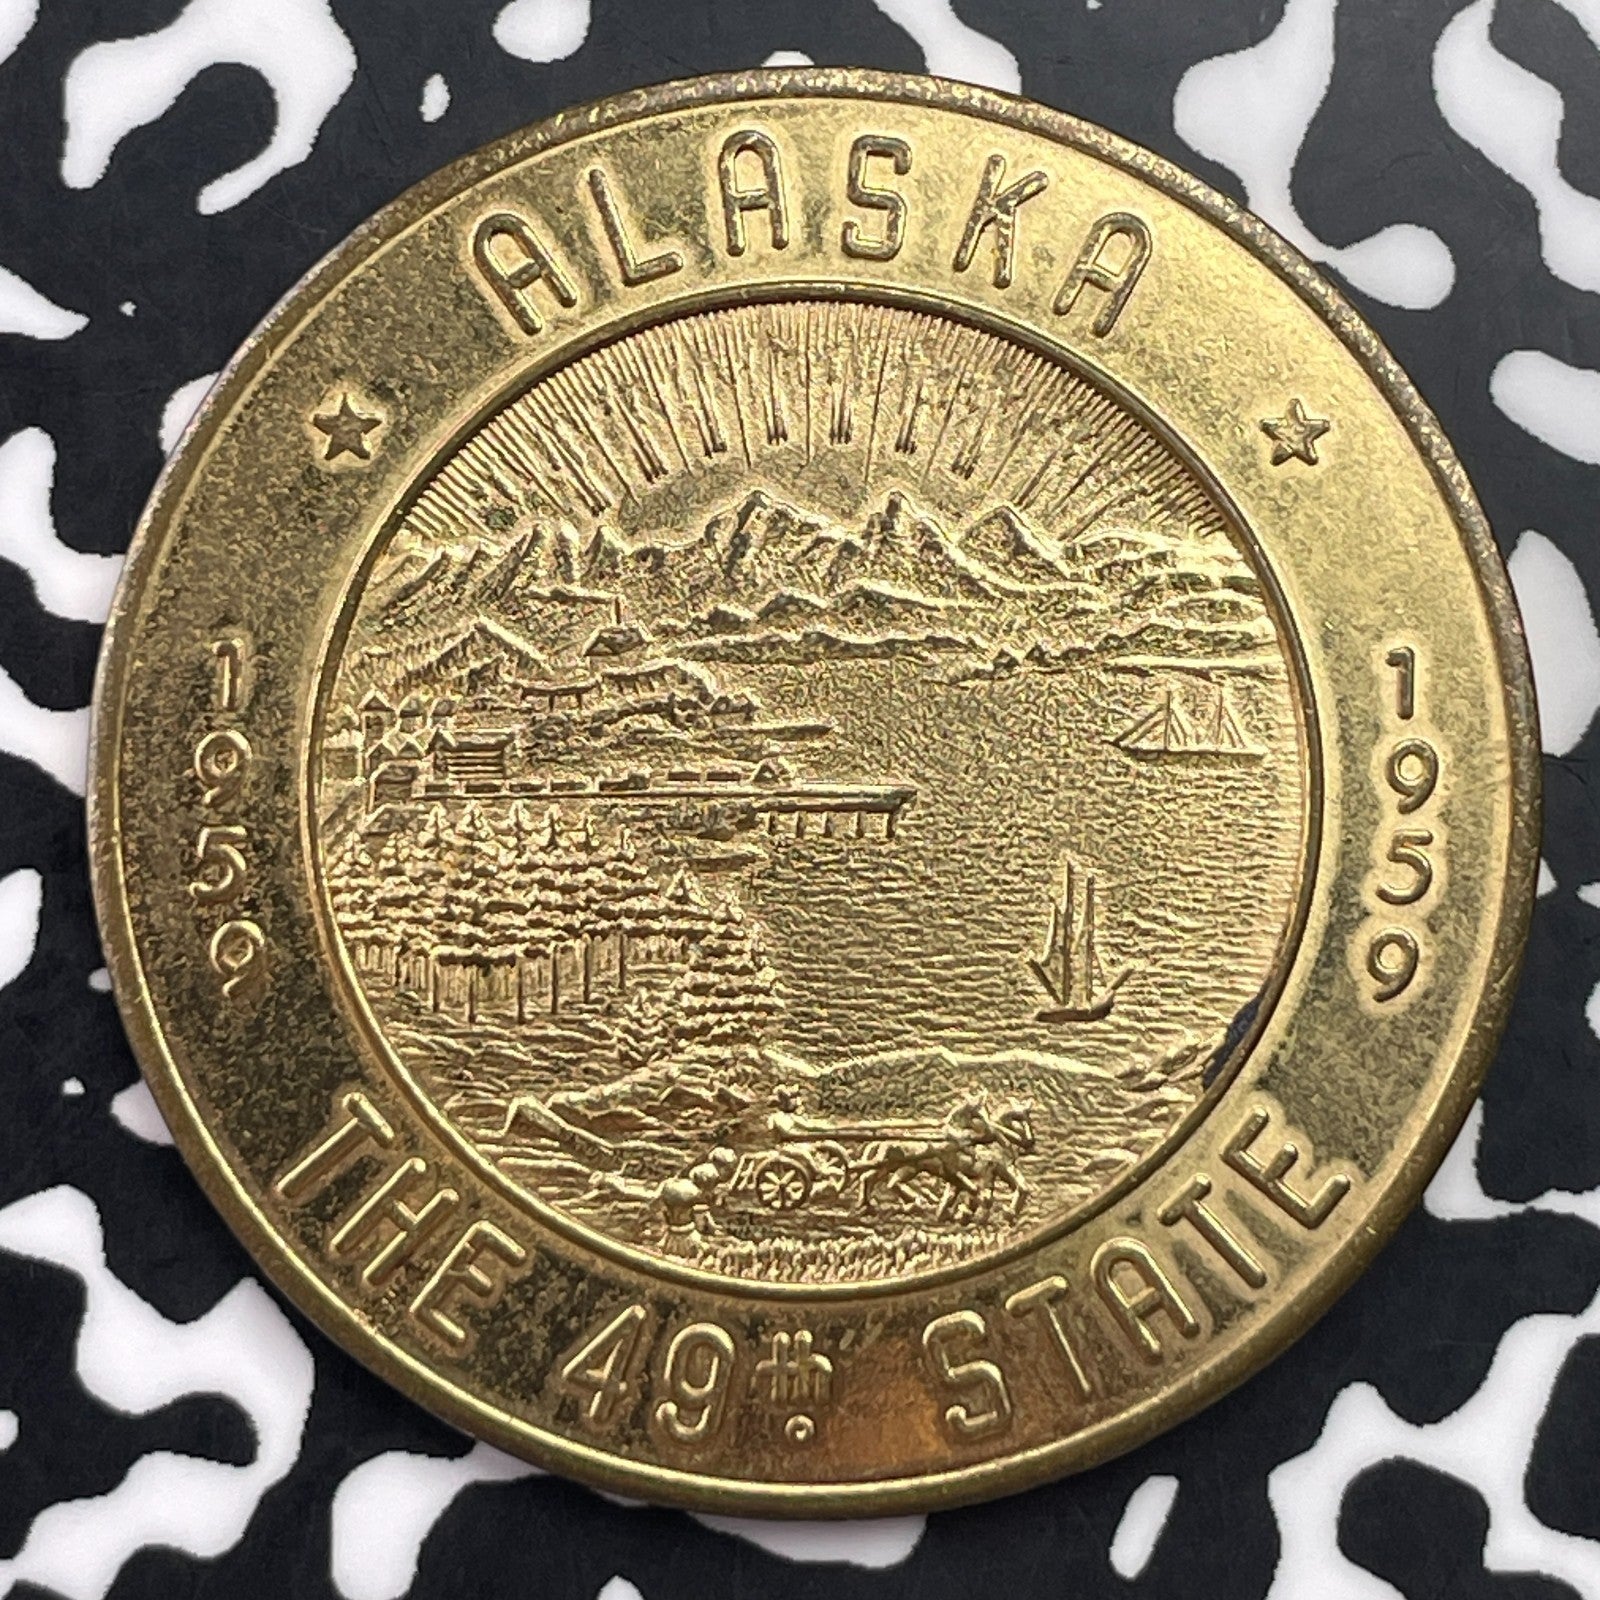 ALASKA
1959
1959
THE 49th. STATE